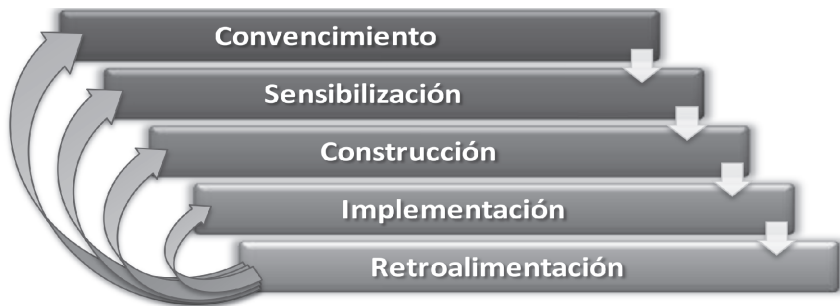 Convencimiento
Sensibilización
Construcción
Implementación
Retroalimentación